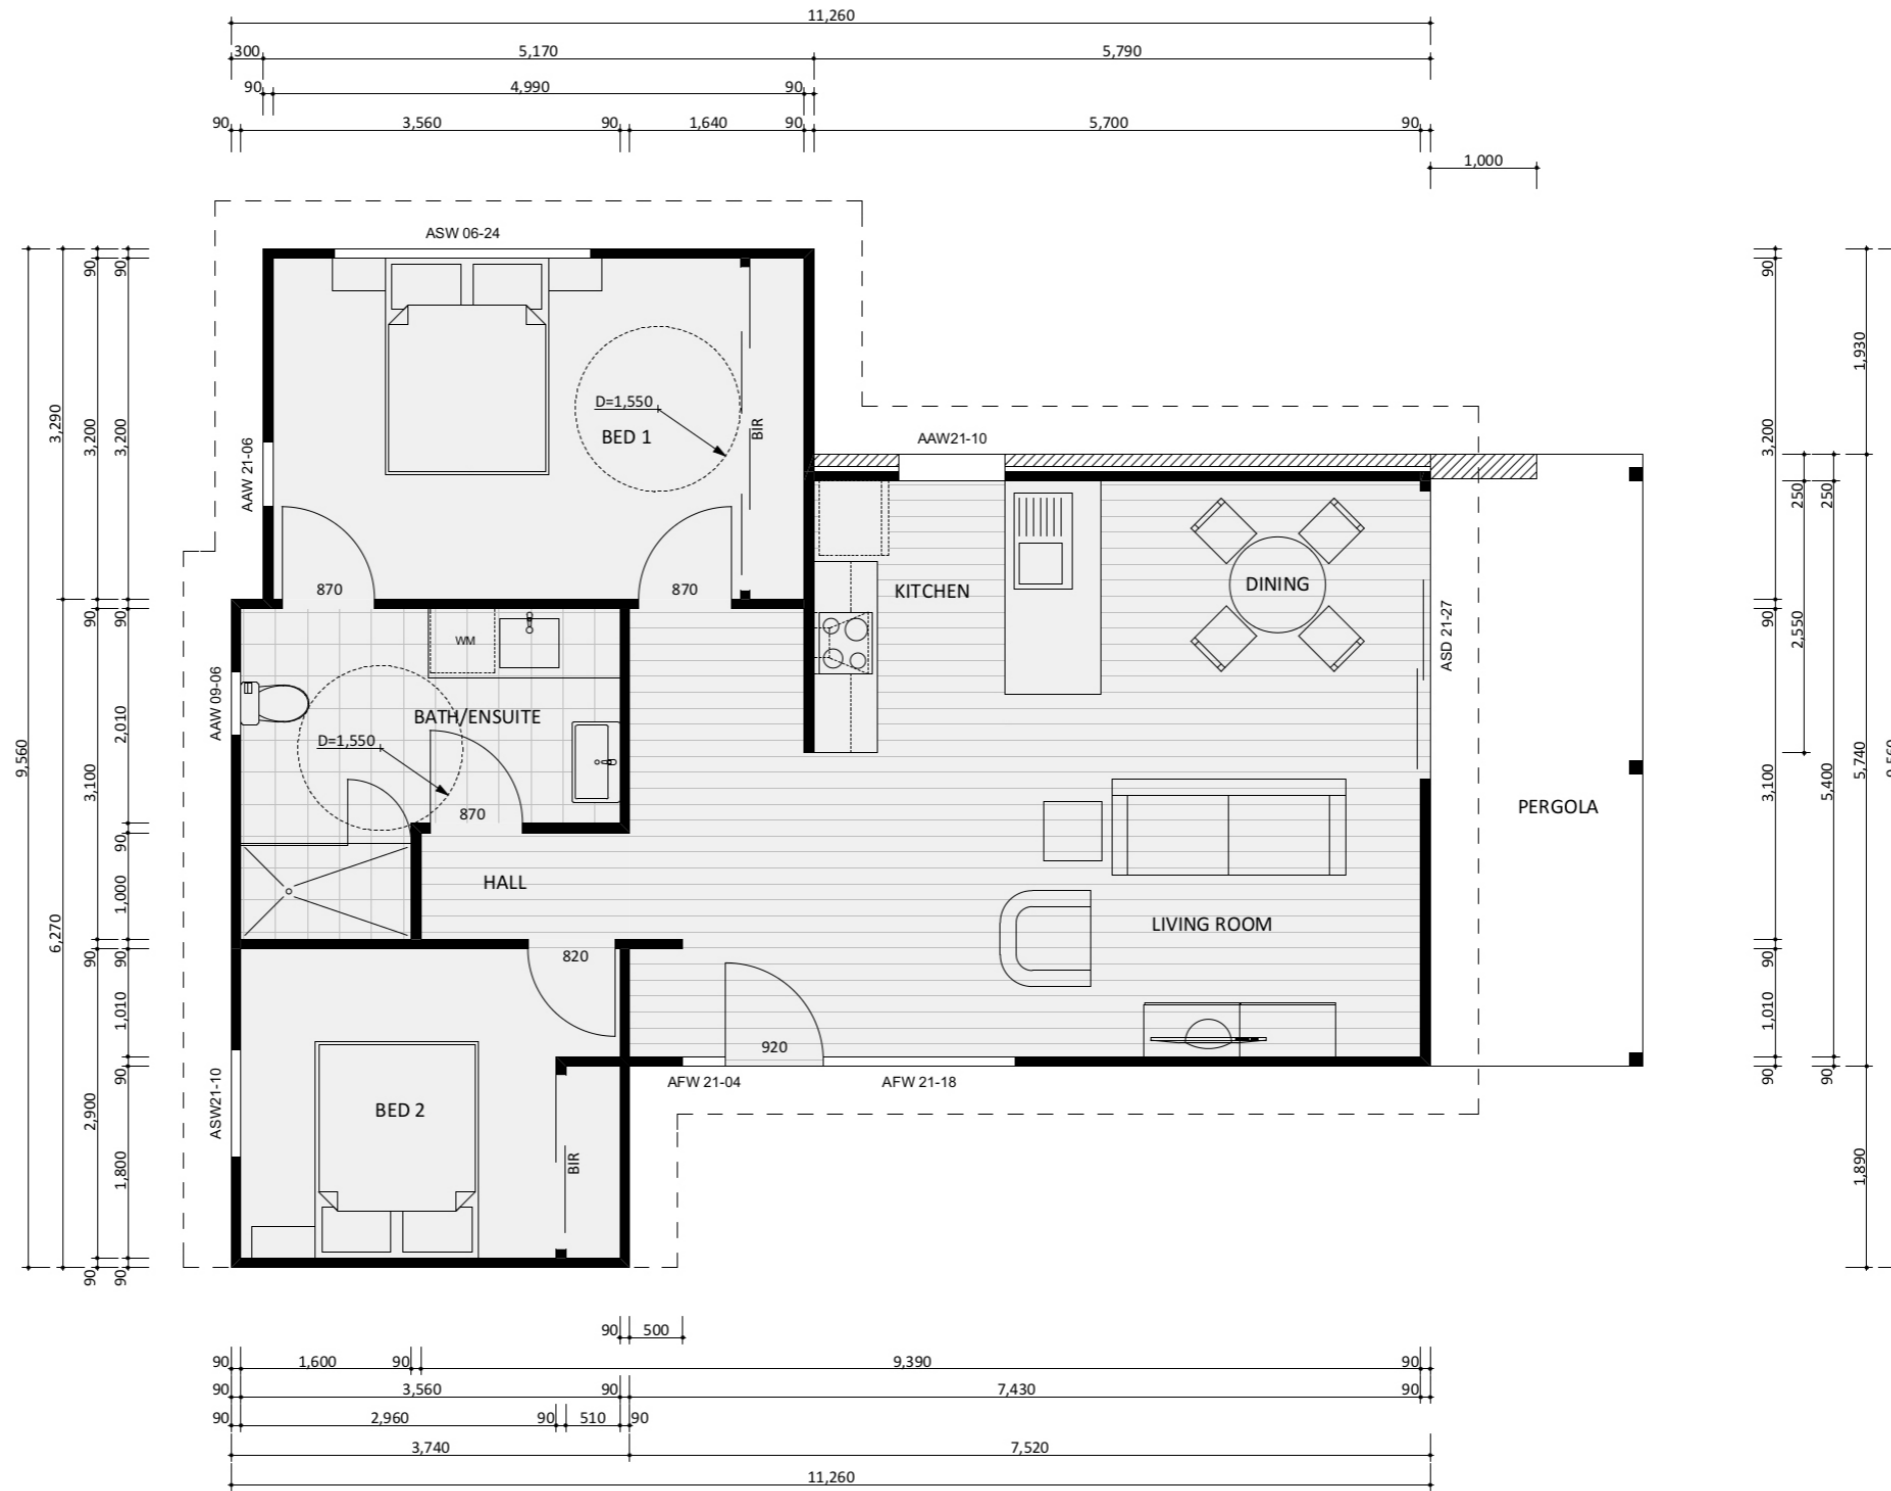 11,260
300 5,170 5,790
90 4,990 90
90 3,560 90 1,640 90 5,700 90
1,000
ASW 06-24
90 90 90
1,930
D=1,550
BED 1
BIR
AAW21-10
3,290 3,200 3,200 3,200
AAW 21-06
250 250
870 870
KITCHEN
DINING
ASD 21-27
90 90 90
2,550
WM
AAW 09-06
BATH/ENSUITE
D=1,550
2,010
9,560 3,100
3,100 5,400 5,740 9,560
870
PERGOLA
90
HALL
1,000
6,270
LIVING ROOM
820
90 90 90
1,010 1,010
920
AFW 21-04 AFW 21-18
90 90 90
ASW21-10
BED 2
2,900
BIR
1,800 1,890
90 90
90 500
90 1,600 90 9,390 90
90 3,560 90 7,430 90
90 2,960 90 510 90
3,740 7,520
11,260